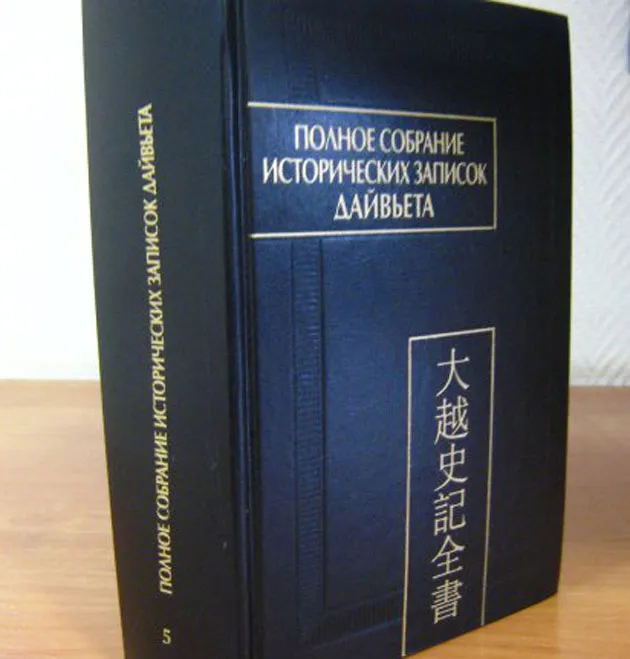 ПОЛНОЕ СОБРАНИЕ ИСТОРИЧЕСКИХ ЗАПИСОК ДАЙВЬЕТА
5
ПОЛНОЕ СОБРАНИЕ
ИСТОРИЧЕСКИХ ЗАПИСОК
ДАЙВЬЕТА
大越史記全書